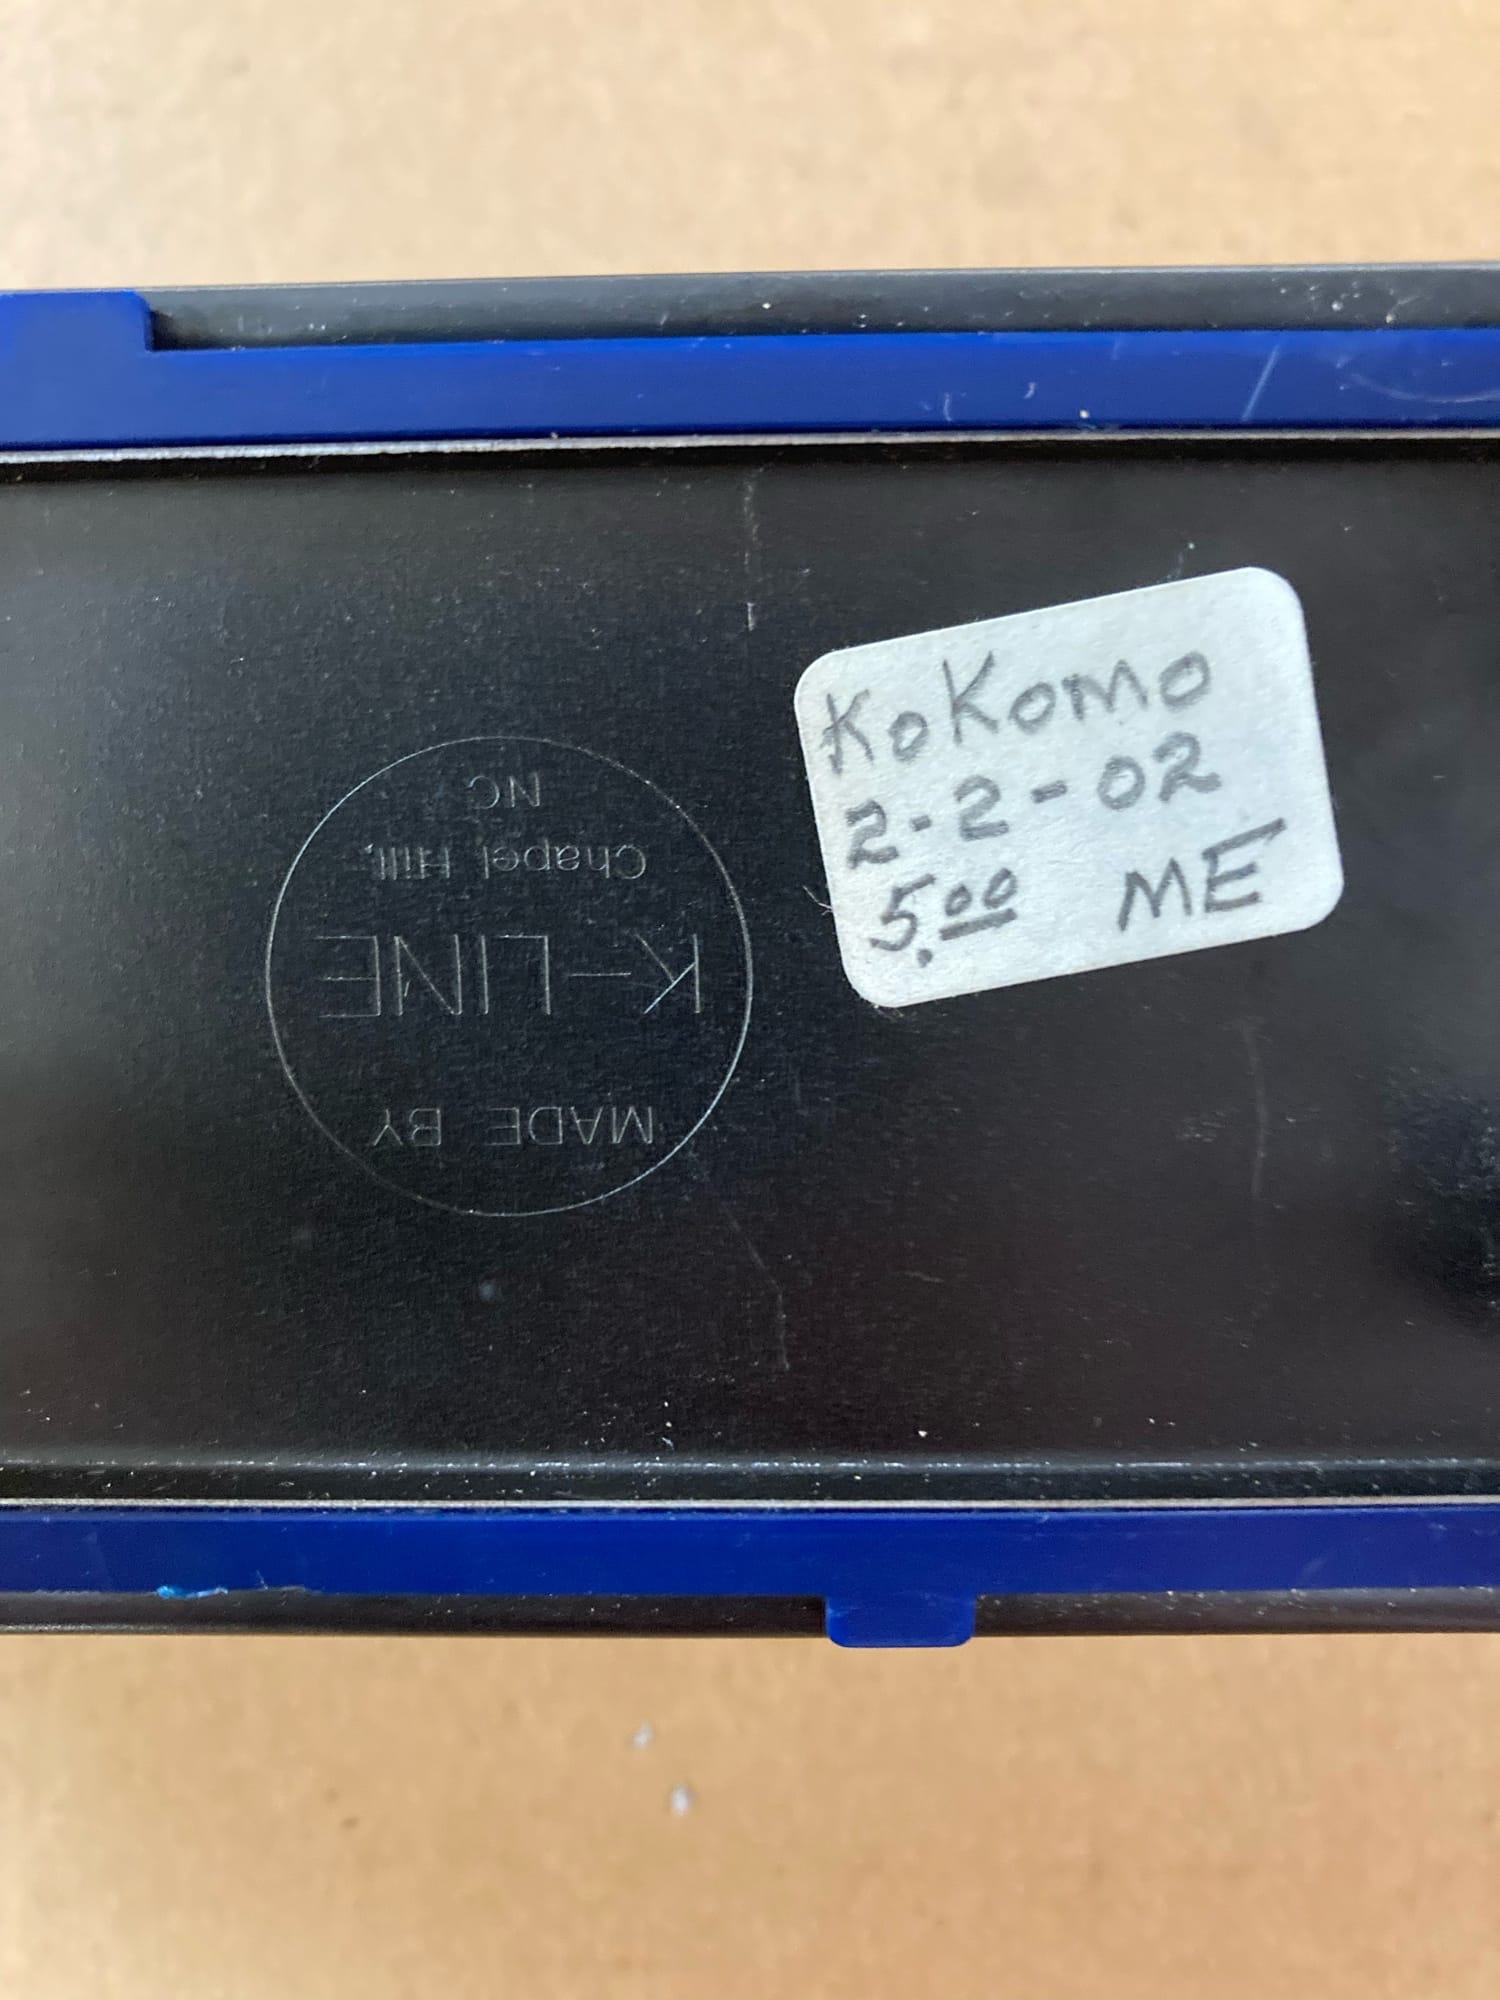 KoKomo
2-2-02
5.00 ME
MADE BY
K-LINE
Chapel Hill,
NC